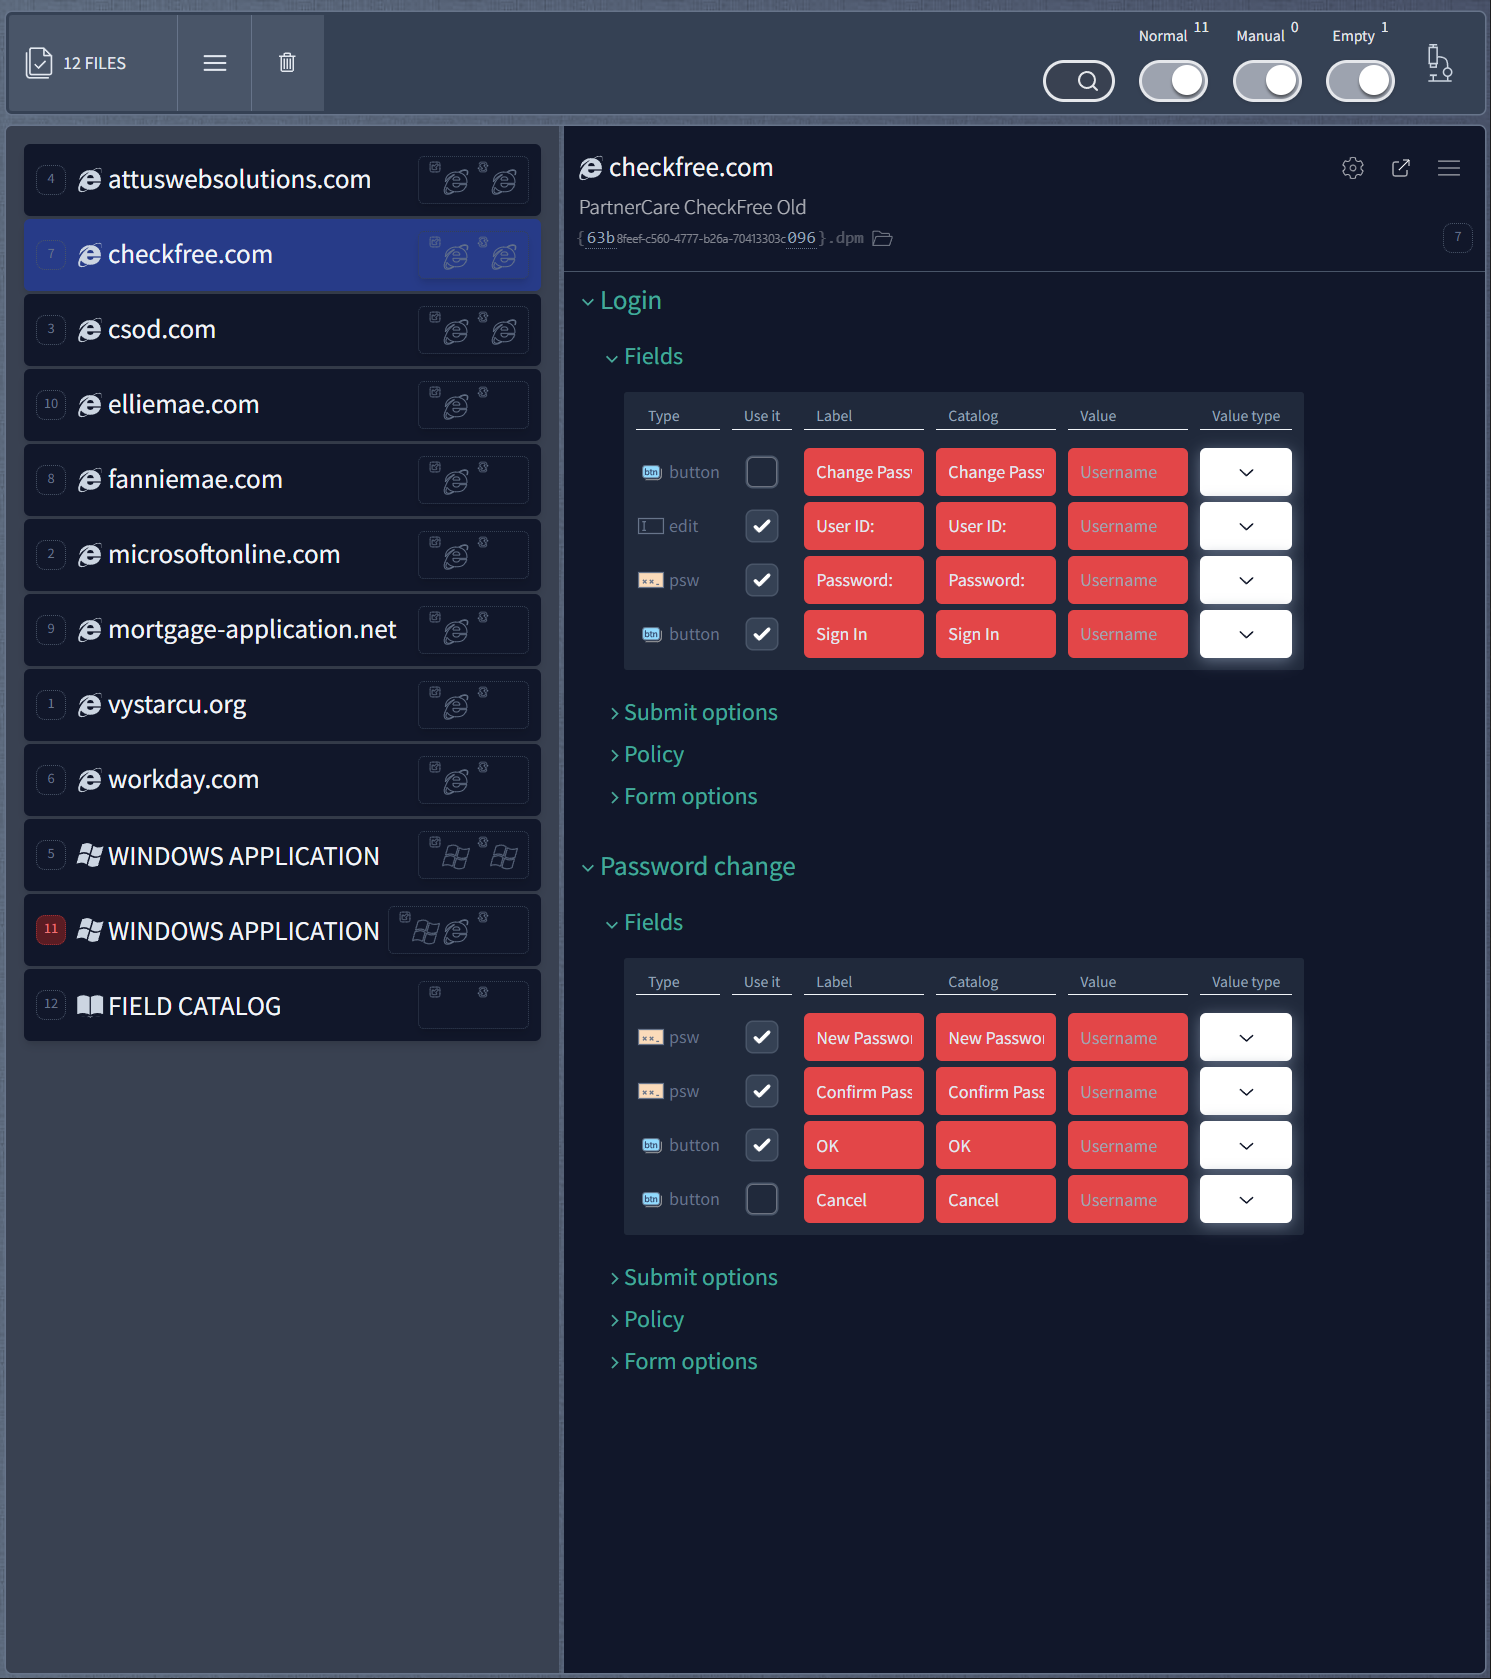 12 FILES
Normal 11
Manual 0
Empty 1
4 attuswebsolutions.com
7 checkfree.com
3 csod.com
10 elliemae.com
8 fanniemae.com
2 microsoftonline.com
9 mortgage-application.net
1 vystarcu.org
6 workday.com
5 WINDOWS APPLICATION
11 WINDOWS APPLICATION
12 FIELD CATALOG
checkfree.com
PartnerCare CheckFree Old
{63b8feef-c560-4777-b26a-70413303c096}.dpm
7
Login
Fields
Type Use it Label Catalog Value Value type
btn button Change Pass Change Pass Username
edit User ID: User ID: Username
psw Password: Password: Username
btn button Sign In Sign In Username
Submit options
Policy
Form options
Password change
Fields
Type Use it Label Catalog Value Value type
psw New Passwor New Passwor Username
psw Confirm Pass Confirm Pass Username
btn button OK OK Username
btn button Cancel Cancel Username
Submit options
Policy
Form options